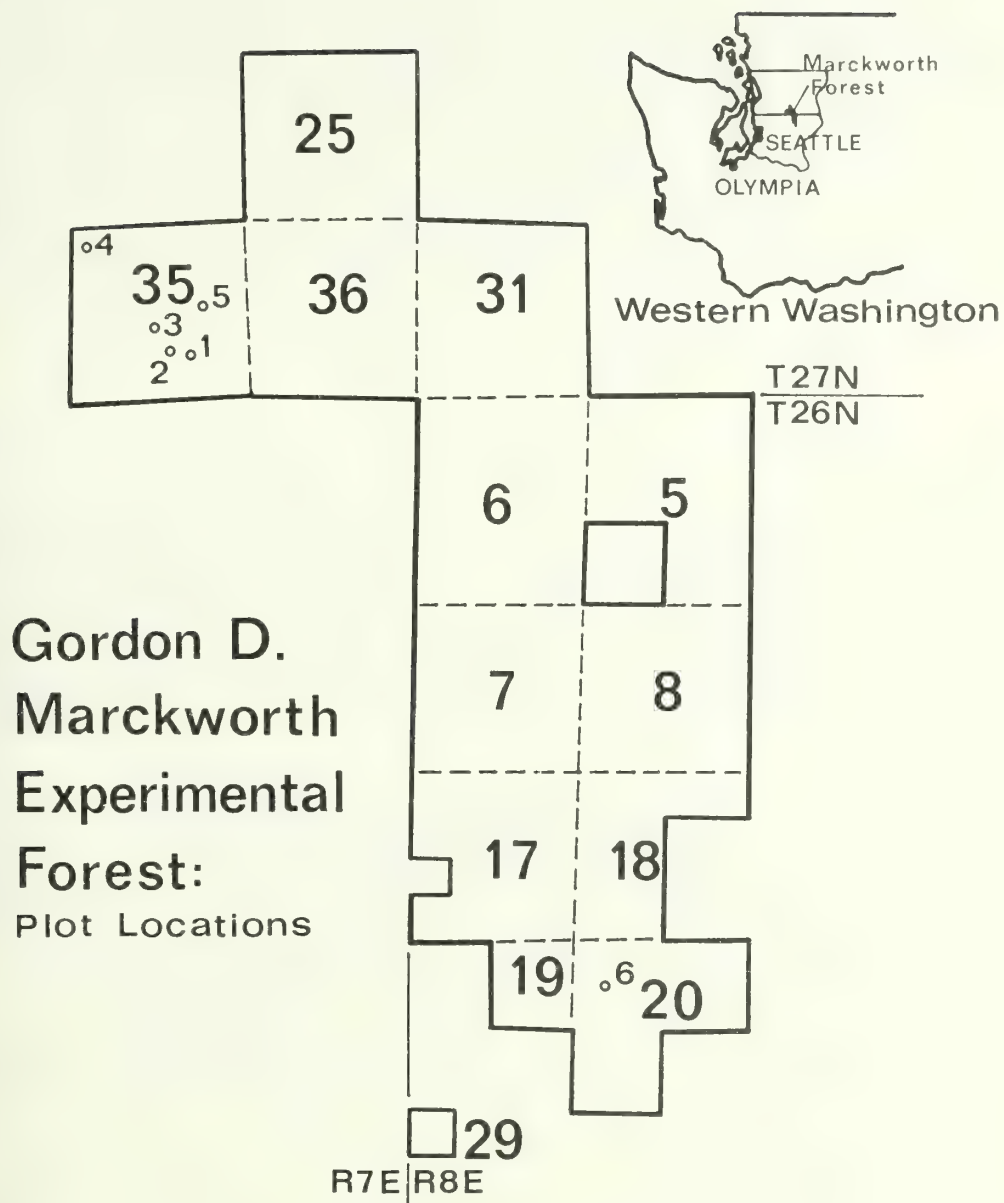 Marckworth
Forest
SEATTLE
OLYMPIA
Western Washington
25
4
35
5
36
31
3
1
2
T27N
T26N
6
5
7
8
Gordon D.
Marckworth
Experimental
Forest:
Plot Locations
17
18
19
6
20
29
R7E
R8E